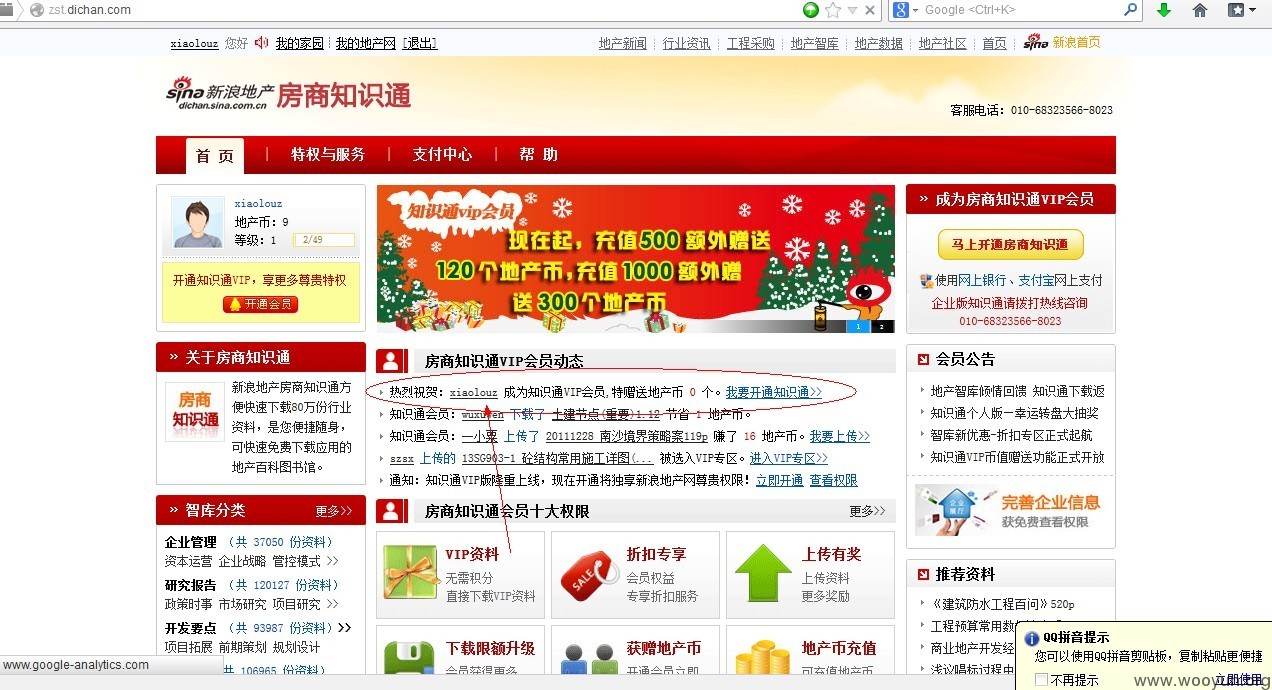 zst.dichan.com
Google <Ctrl+K>
xiaolouz 您好 我的家园 我的地产网 [退出]
地产新闻 行业资讯 工程采购 地产智库 地产数据 地产社区 首页 sina 新浪首页
sina 新浪地产 房商知识通
dichan.sina.com.cn
客服电话：010-68323566-8023
首 页 特权与服务 支付中心 帮 助
xiaolouz
地产币：9
等级：1 2/49
开通知识通VIP，享更多尊贵特权
开通会员
知识通vip会员
现在起，充值500 额外赠送
120 个地产币，充值1000 额外赠
送 300个地产币
1 2
» 成为房商知识通VIP会员
马上开通房商知识通
使用网上银行、支付宝网上支付
企业版知识通请拨打热线咨询
010-68323566-8023
» 关于房商知识通
房商
知识通
新浪地产房商知识通方
便快速下载80万份行业
资料，是您便捷随身，
可快速免费下载应用的
地产百科图书馆。
房商知识通VIP会员动态
热烈祝贺：xiaolouz 成为知识通VIP会员,特赠送地产币 0 个。我要开通知识通>>
知识通会员：wuxuwen 下载了 土建节点(重要)1.12 节省 1 地产币。
知识通会员：一小栗 上传了 20111228 南沙境界策略案119p 赚了 16 地产币。我要上传>>
szsx 上传的 13SG903-1 砼结构常用施工详图(... 被选入VIP专区。进入VIP专区>>
通知：知识通VIP版隆重上线，现在开通将独享新浪地产网尊贵权限！立即开通 查看权限
会员公告
地产智库倾情回馈 知识通下载返
知识通个人版－幸运转盘大抽奖
智库新优惠-折扣专区正式起航
知识通VIP币值赠送功能正式开放
企业
展厅
完善企业信息
获免费查看权限
» 智库分类 更多>>
企业管理 （共 37050 份资料）
资本运营 企业战略 管控模式 >>
研究报告 （共 120127 份资料）
政策时事 市场研究 项目研究 >>
开发要点 （共 93987 份资料）>>
项目拓展 前期策划 规划设计
共 106965 份资料）
房商知识通会员十大权限 更多>>
VIP资料
无需积分
直接下载VIP资料
SALE
折扣专享
会员权益
专享折扣服务
上传有奖
上传资料
更多奖励
下载限额升级
会员获得更多
获赠地产币
开通会员立即
地产币充值
可充值地产币
推荐资料
《建筑防水工程百问》520p
工程预算常用数
商业地产开发经
浅议唱标过程中
QQ拼音提示
您可以使用QQ拼音剪贴板，复制粘贴更便捷
不再提示 立即使用
www.google-analytics.com